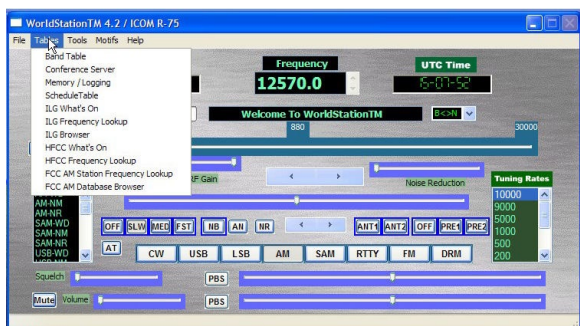 WorldStationTM 4.2 / ICOM R-75
File Tables Tools Motifs Help
Band Table
Conference Server
Memory / Logging
ScheduleTable
ILG What's On
ILG Frequency Lookup
ILG Browser
HFCC What's On
HFCC Frequency Lookup
FCC AM Station Frequency Lookup
FCC AM Database Browser
Frequency
UTC Time
12570.0
15-07-52
Welcome To WorldStationTM
B<>N
880
30000
RF Gain
Noise Reduction
Tuning Rates
10000
9000
5000
1000
500
200
AM-NM
AM-NR
SAM-WD
SAM-NM
SAM-NR
USB-WD
OFF SLW MED FST NB AN NR ANT1 ANT2 OFF PRE1 PRE2
AT
CW USB LSB AM SAM RTTY FM DRM
Squelch
PBS
Mute Volume
PBS